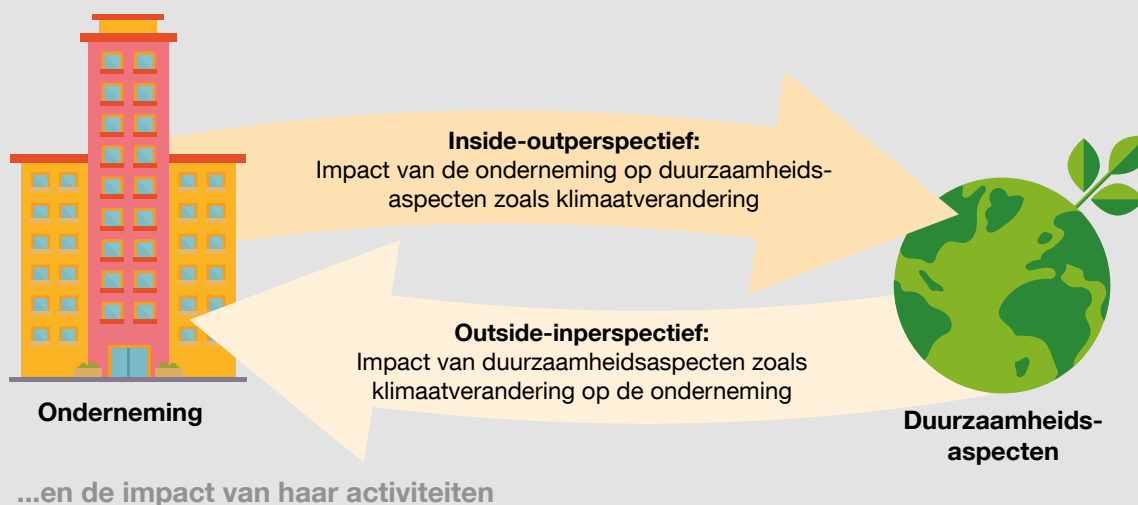 Inside-outperspectief:
Impact van de onderneming op duurzaamheids-
aspecten zoals klimaatverandering
Outside-inperspectief:
Impact van duurzaamheidsaspecten zoals
klimaatverandering op de onderneming
Onderneming
Duurzaamheids-
aspecten
...en de impact van haar activiteiten